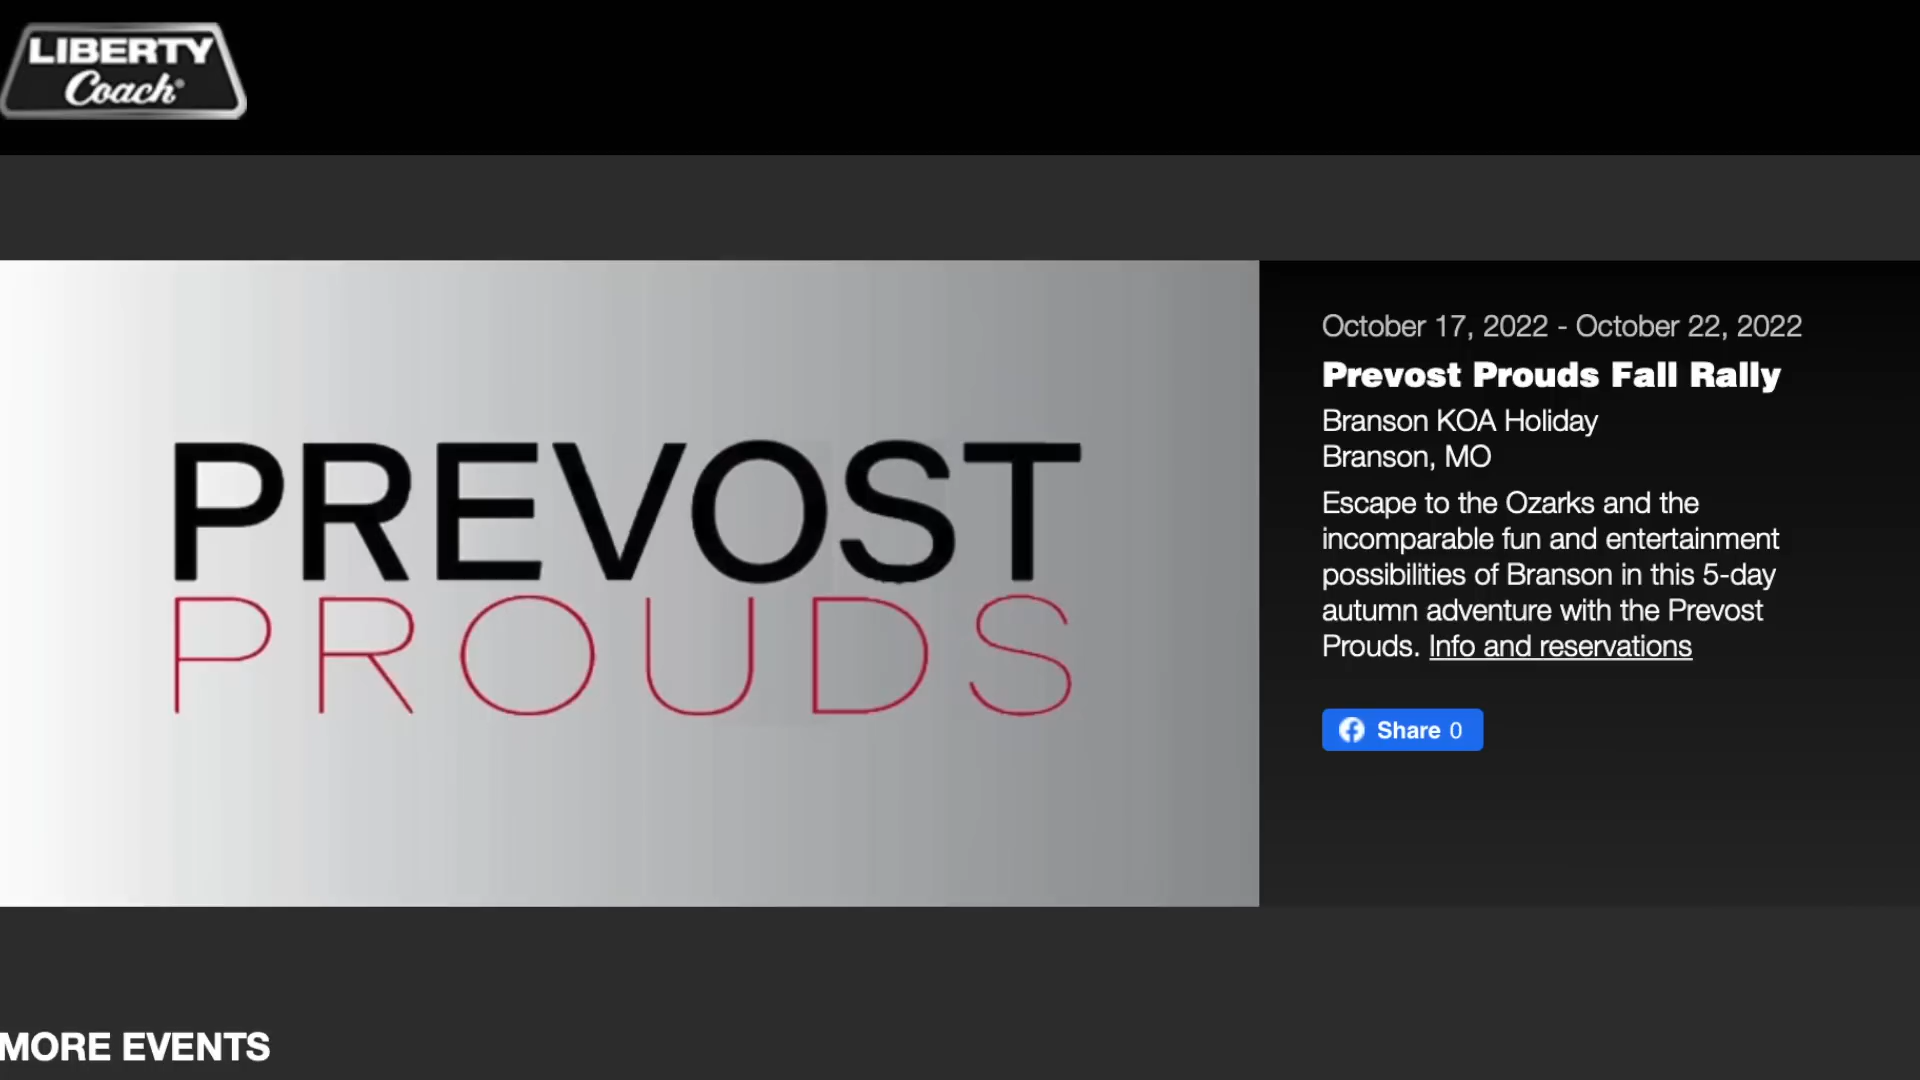 LIBERTY
Coach®
PREVOST
PROUDS
October 17, 2022 - October 22, 2022
Prevost Prouds Fall Rally
Branson KOA Holiday
Branson, MO
Escape to the Ozarks and the
incomparable fun and entertainment
possibilities of Branson in this 5-day
autumn adventure with the Prevost
Prouds. Info and reservations
Share 0
MORE EVENTS